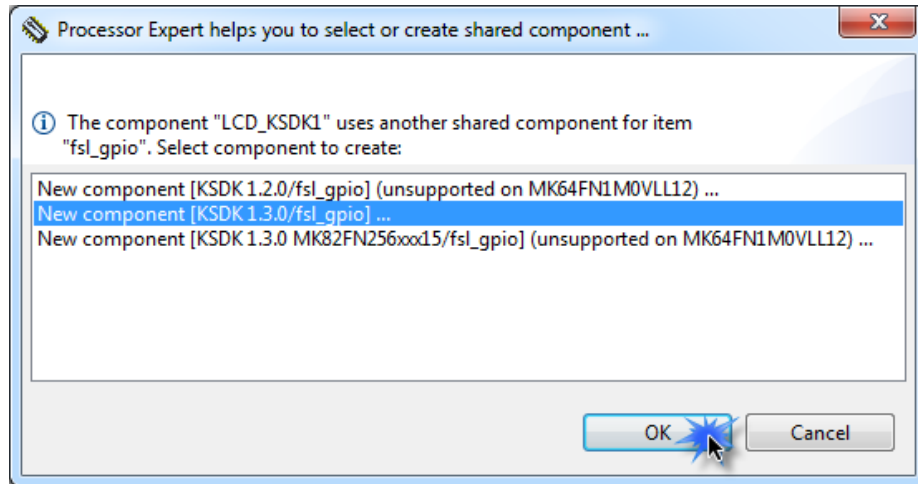 Processor Expert helps you to select or create shared component ...
The component "LCD_KSDK1" uses another shared component for item
"fsl_gpio". Select component to create:
New component [KSDK 1.2.0/fsl_gpio] (unsupported on MK64FN1M0VLL12) ...
New component [KSDK 1.3.0/fsl_gpio] ...
New component [KSDK 1.3.0 MK82FN256xxx15/fsl_gpio] (unsupported on MK64FN1M0VLL12) ...
OK
Cancel